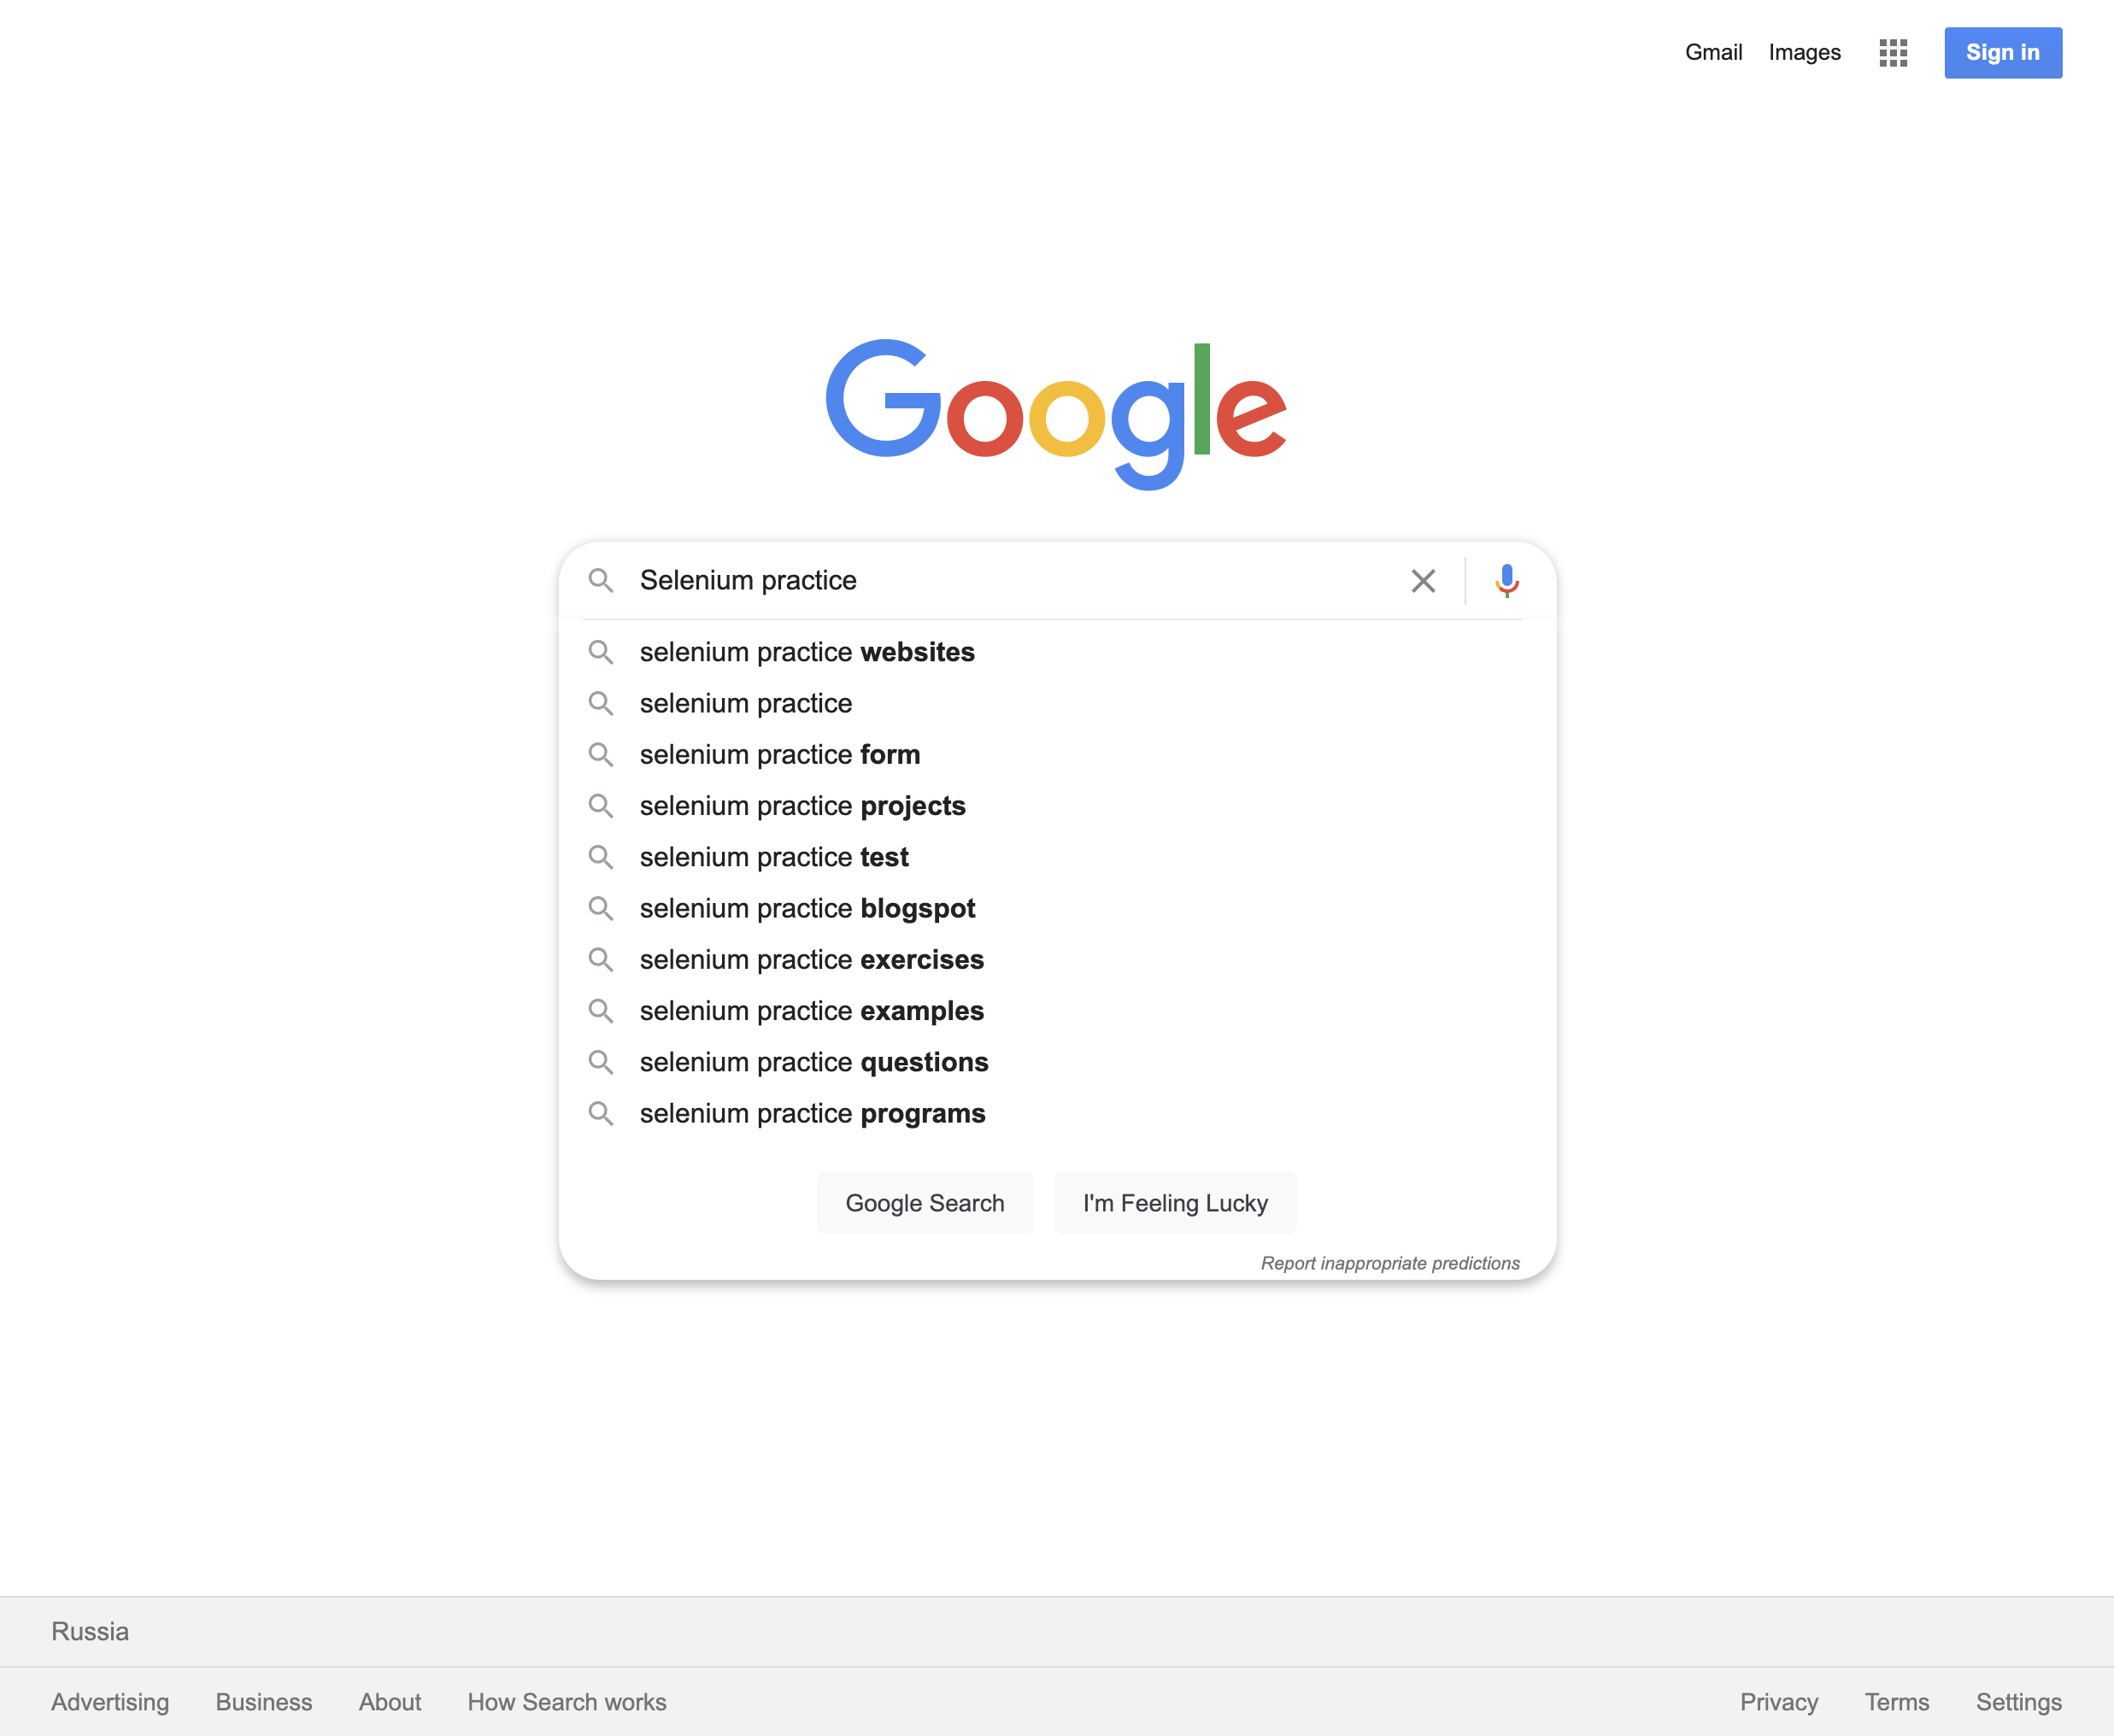 Gmail Images Sign in
Google
Selenium practice
selenium practice websites
selenium practice
selenium practice form
selenium practice projects
selenium practice test
selenium practice blogspot
selenium practice exercises
selenium practice examples
selenium practice questions
selenium practice programs
Google Search I'm Feeling Lucky
Report inappropriate predictions
Russia
Advertising Business About How Search works Privacy Terms Settings